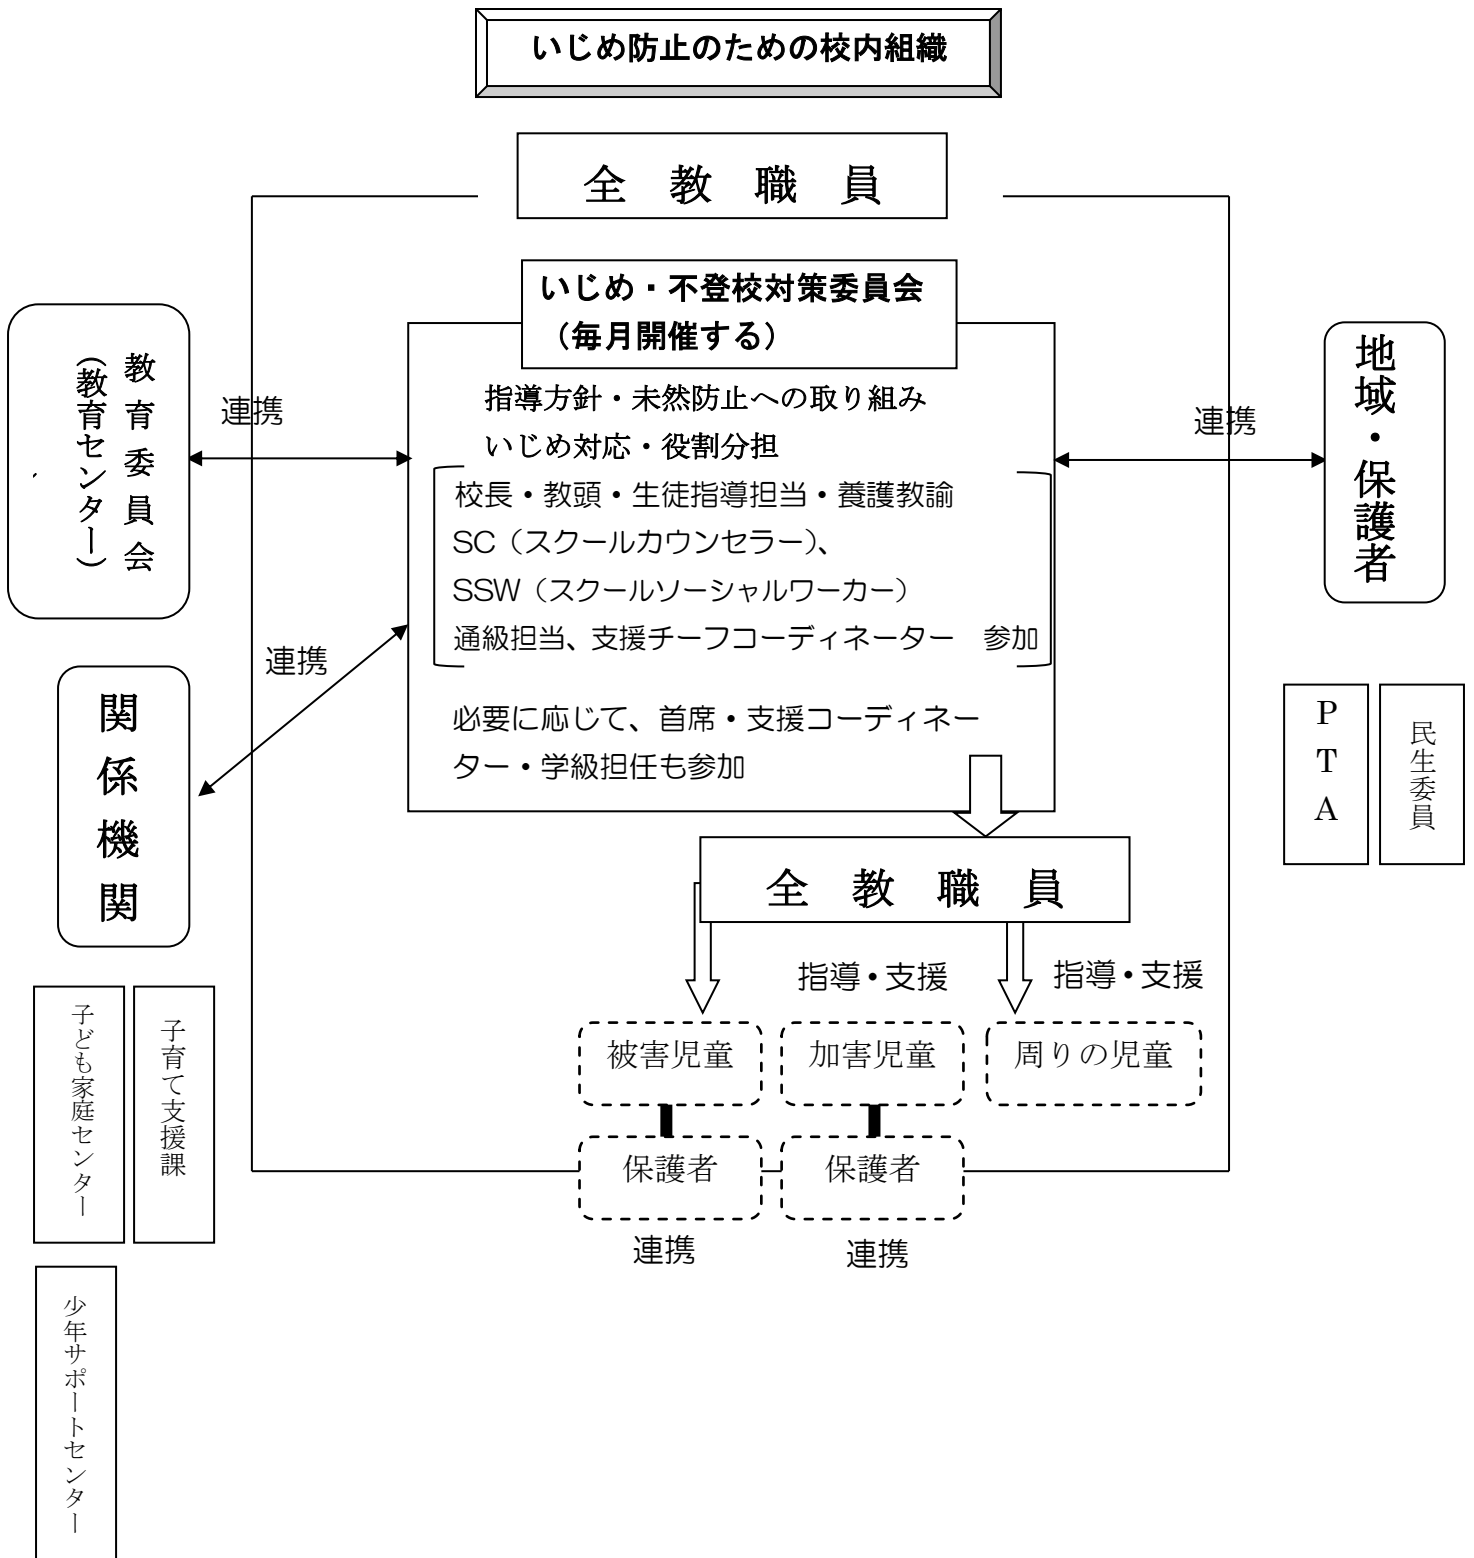 いじめ防止のための校内組織
全　教　職　員
いじめ・不登校対策委員会
（毎月開催する）
指導方針・未然防止への取り組み
いじめ対応・役割分担
校長・教頭・生徒指導担当・養護教諭
SC（スクールカウンセラー）、
SSW（スクールソーシャルワーカー）
通級担当、支援チーフコーディネーター　参加
必要に応じて、首席・支援コーディネー
ター・学級担任も参加
教育委員会
（教育センター）
連携
連携
関係機関
子ども家庭センター
子育て支援課
少年サポートセンター
連携
地域・保護者
PTA
民生委員
全　教　職　員
指導・支援
指導・支援
被害児童
加害児童
周りの児童
保護者
保護者
連携
連携